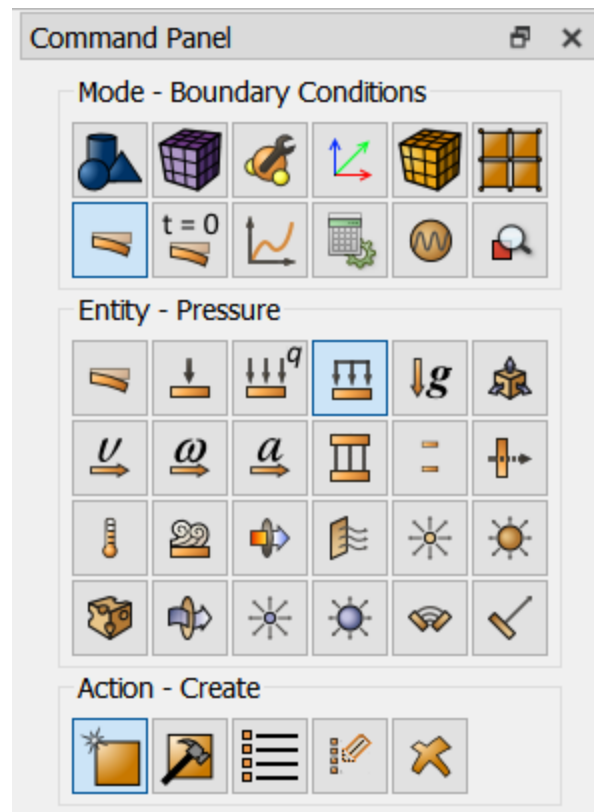 Command Panel
Mode - Boundary Conditions
t = 0
Entity - Pressure
q
g
υ ω a
Action - Create